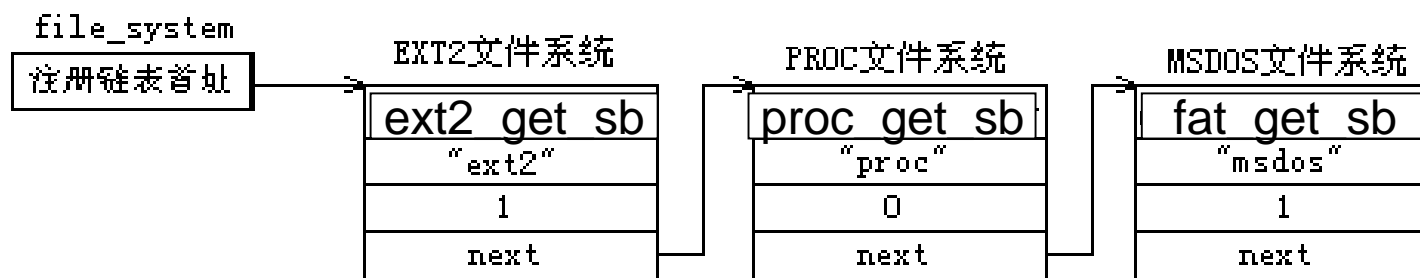 file_system
注册链表首址
EXT2文件系统
ext2_get_sb
"ext2"
1
next
PROC文件系统
proc_get_sb
"proc"
0
next
MSDOS文件系统
fat_get_sb
"msdos"
1
next